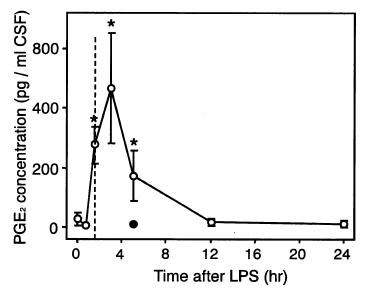 PGE₂ concentration (pg / ml CSF)
800
400
200
0
*
*
*
0 4 8 12 16 20 24
Time after LPS (hr)